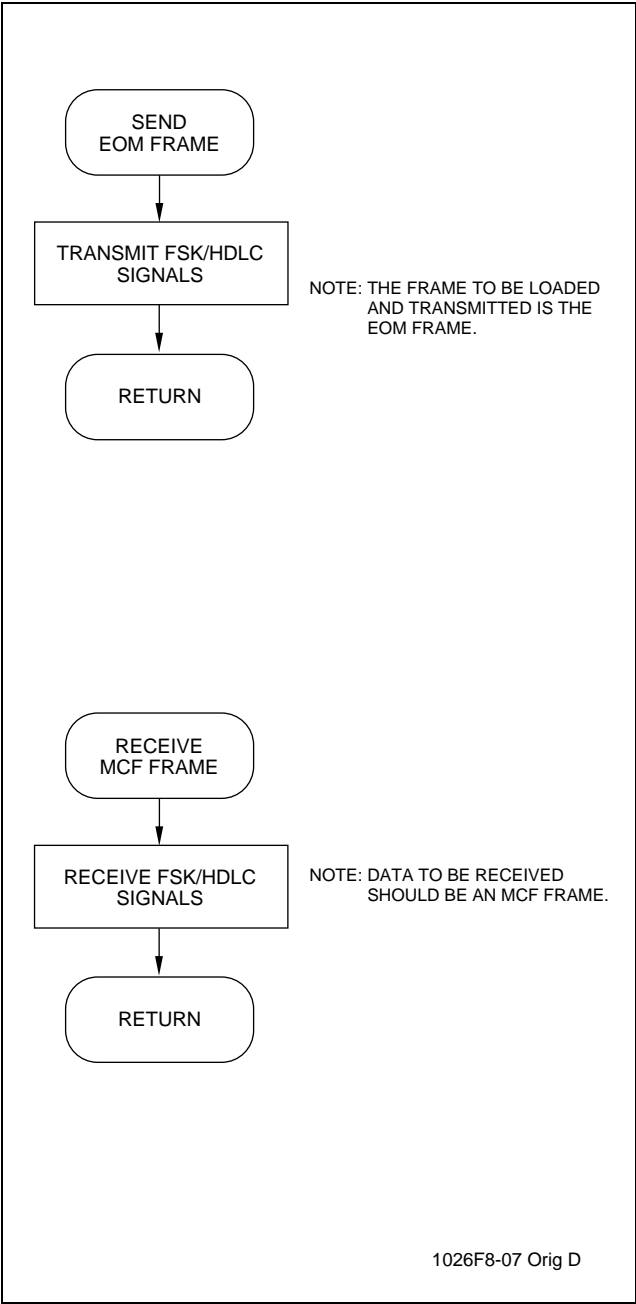 SEND
EOM FRAME
TRANSMIT FSK/HDLC
SIGNALS
NOTE: THE FRAME TO BE LOADED
AND TRANSMITTED IS THE
EOM FRAME.
RETURN
RECEIVE
MCF FRAME
RECEIVE FSK/HDLC
SIGNALS
NOTE: DATA TO BE RECEIVED
SHOULD BE AN MCF FRAME.
RETURN
1026F8-07 Orig D